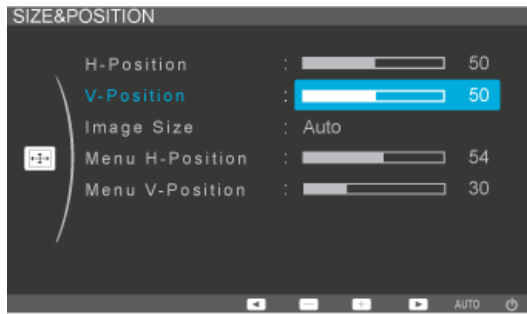 SIZE&POSITION
H-Position : 50
V-Position : 50
Image Size : Auto
Menu H-Position : 54
Menu V-Position : 30
AUTO